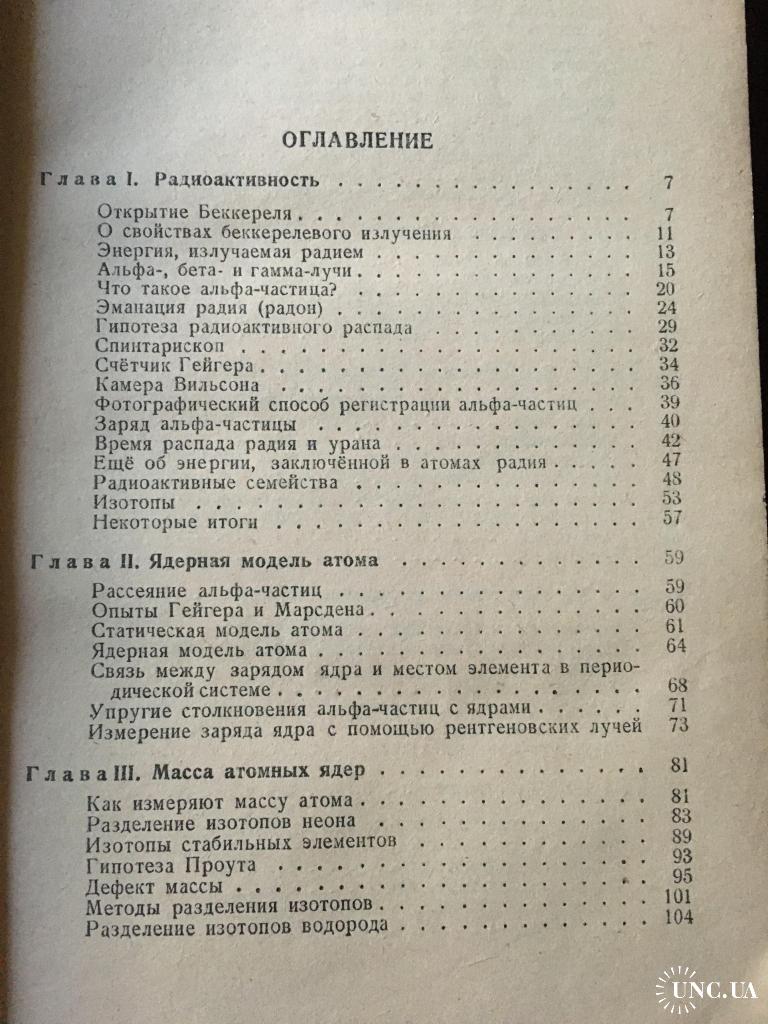 ОГЛАВЛЕНИЕ
Глава I. Радиоактивность . . . . . . . . . . . . . . . . 7
Открытие Беккереля . . . . . . . . . . . . . . . . . 7
О свойствах беккерелевого излучения . . . . . . . . . 11
Энергия, излучаемая радием . . . . . . . . . . . . . 13
Альфа-, бета- и гамма-лучи . . . . . . . . . . . . . . 15
Что такое альфа-частица? . . . . . . . . . . . . . . 20
Эманация радия (радон) . . . . . . . . . . . . . . . 24
Гипотеза радиоактивного распада . . . . . . . . . . 29
Спинтарископ . . . . . . . . . . . . . . . . . . . . 32
Счётчик Гейгера . . . . . . . . . . . . . . . . . . . 34
Камера Вильсона . . . . . . . . . . . . . . . . . . 36
Фотографический способ регистрации альфа-частиц . . . 39
Заряд альфа-частицы . . . . . . . . . . . . . . . . 40
Время распада радия и урана . . . . . . . . . . . . 42
Ещё об энергии, заключённой в атомах радия . . . . . 47
Радиоактивные семейства . . . . . . . . . . . . . . 48
Изотопы . . . . . . . . . . . . . . . . . . . . . . 53
Некоторые итоги . . . . . . . . . . . . . . . . . . 57
Глава II. Ядерная модель атома . . . . . . . . . . . . . 59
Рассеяние альфа-частиц . . . . . . . . . . . . . . . 59
Опыты Гейгера и Марсдена . . . . . . . . . . . . . 60
Статическая модель атома . . . . . . . . . . . . . . 61
Ядерная модель атома . . . . . . . . . . . . . . . . 64
Связь между зарядом ядра и местом элемента в перио-
дической системе . . . . . . . . . . . . . . . . . 68
Упругие столкновения альфа-частиц с ядрами . . . . . . 71
Измерение заряда ядра с помощью рентгеновских лучей 73
Глава III. Масса атомных ядер . . . . . . . . . . . . . . 81
Как измеряют массу атома . . . . . . . . . . . . . . 81
Разделение изотопов неона . . . . . . . . . . . . . 83
Изотопы стабильных элементов . . . . . . . . . . . 89
Гипотеза Проута . . . . . . . . . . . . . . . . . . 93
Дефект массы . . . . . . . . . . . . . . . . . . . . 95
Методы разделения изотопов . . . . . . . . . . . . . 101
Разделение изотопов водорода . . . . . . . . . . . . 104
UNC.UA